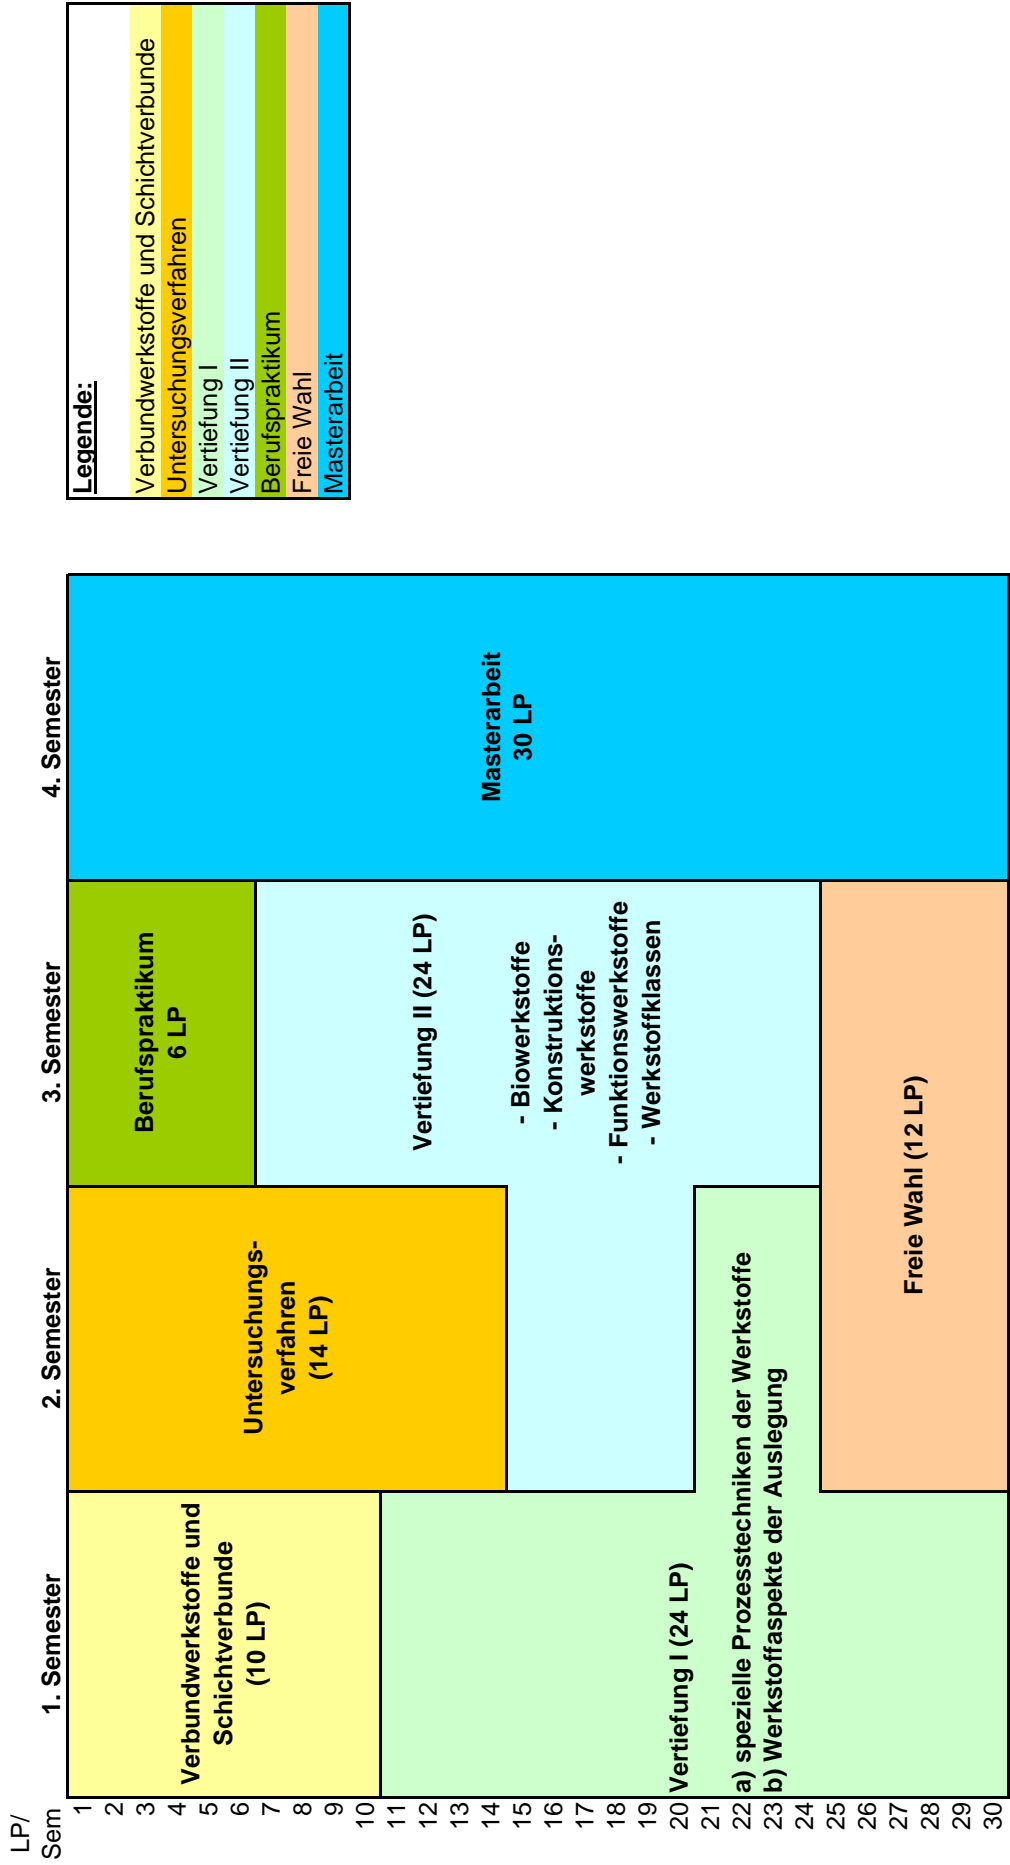 LP/
Sem
1. Semester
2. Semester
3. Semester
4. Semester
1
2
3
4
5
6
7
8
9
10
11
12
13
14
15
16
17
18
19
20
21
22
23
24
25
26
27
28
29
30
Verbundwerkstoffe und
Schichtverbunde
(10 LP)
Vertiefung I (24 LP)
a) spezielle Prozesstechniken der Werkstoffe
b) Werkstoffaspekte der Auslegung
Untersuchungs-
verfahren
(14 LP)
Berufspraktikum
6 LP
Vertiefung II (24 LP)
- Biowerkstoffe
- Konstruktions-
werkstoffe
- Funktionswerkstoffe
- Werkstoffklassen
Freie Wahl (12 LP)
Masterarbeit
30 LP
Legende:
Verbundwerkstoffe und Schichtverbunde
Untersuchungsverfahren
Vertiefung I
Vertiefung II
Berufspraktikum
Freie Wahl
Masterarbeit